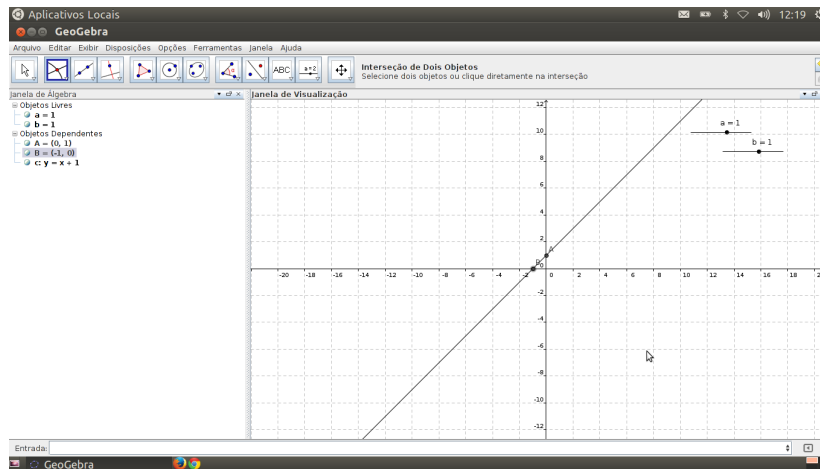 Aplicativos Locais
12:19
GeoGebra
Arquivo Editar Exibir Disposições Opções Ferramentas Janela Ajuda
ABC
a=2
Interseção de Dois Objetos
Selecione dois objetos ou clique diretamente na interseção
Janela de Álgebra
Objetos Livres
a = 1
b = 1
Objetos Dependentes
A = (0, 1)
B = (-1, 0)
c: y = x + 1
Janela de Visualização
a = 1
b = 1
12
10
8
6
4
2
A
B
0
-20 -18 -16 -14 -12 -10 -8 -6 -4 -2 0 2 4 6 8 10 12 14 16 18
-2
-4
-6
-8
-10
-12
Entrada:
GeoGebra